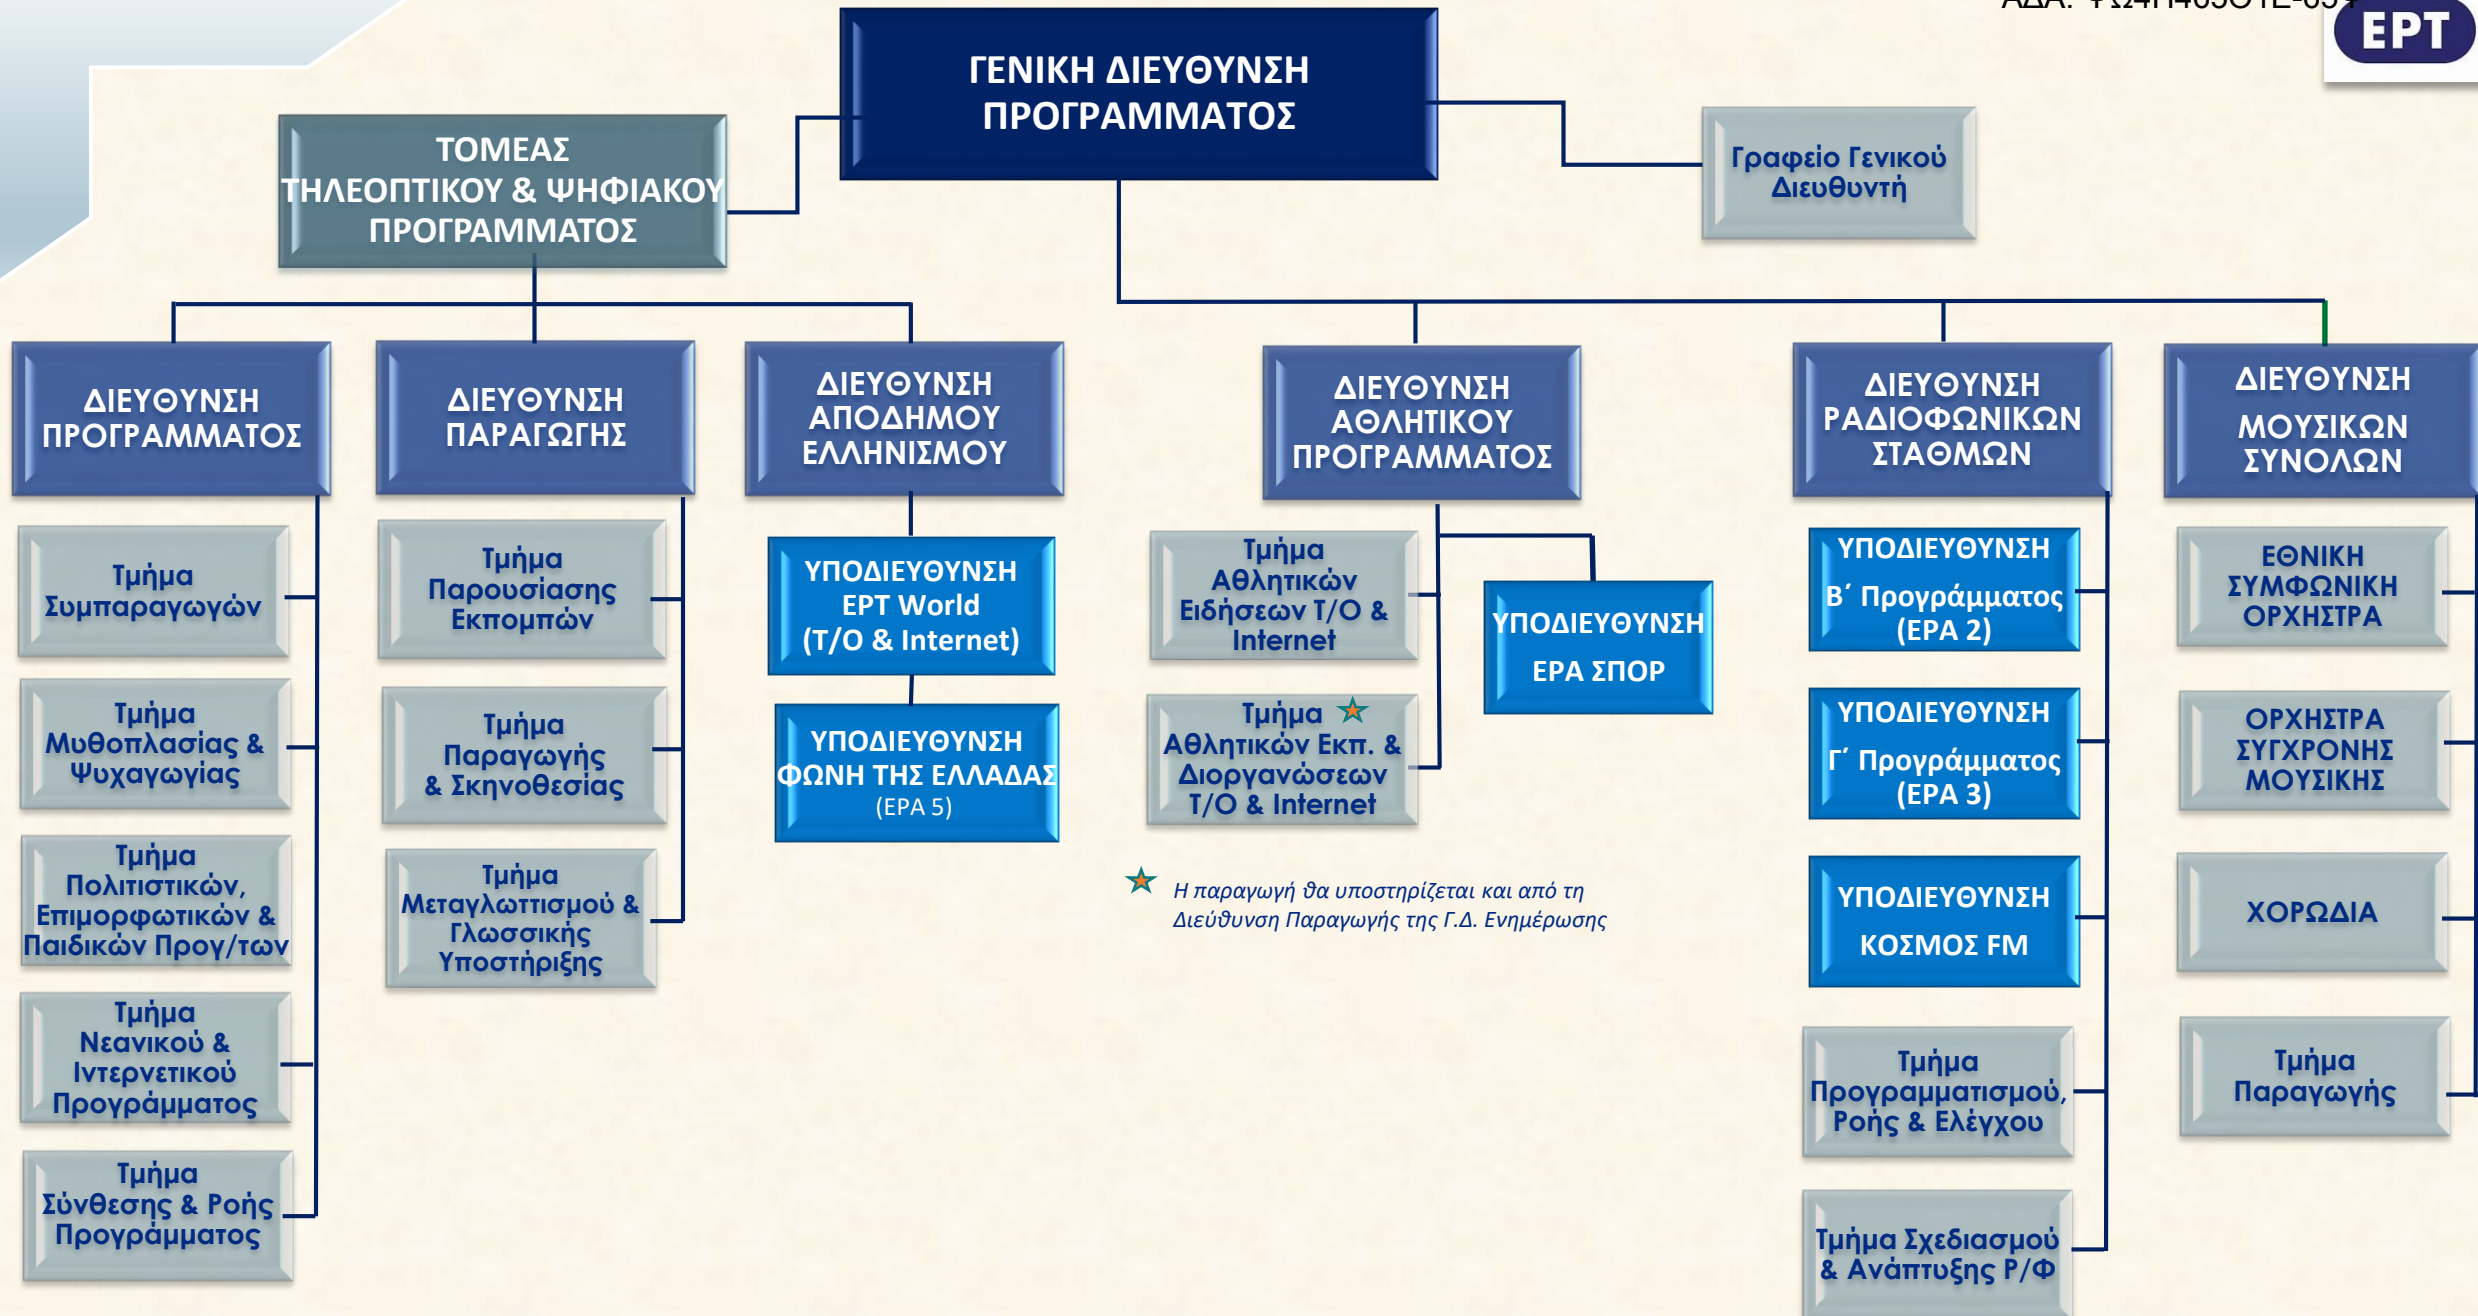 ΕΡΤ
ΓΕΝΙΚΗ ΔΙΕΥΘΥΝΣΗ
ΠΡΟΓΡΑΜΜΑΤΟΣ
ΤΟΜΕΑΣ
ΤΗΛΕΟΠΤΙΚΟΥ & ΨΗΦΙΑΚΟΥ
ΠΡΟΓΡΑΜΜΑΤΟΣ
Γραφείο Γενικού
Διευθυντή
ΔΙΕΥΘΥΝΣΗ
ΠΡΟΓΡΑΜΜΑΤΟΣ
Τμήμα
Συμπαραγωγών
Τμήμα
Μυθοπλασίας &
Ψυχαγωγίας
Τμήμα
Πολιτιστικών,
Επιμορφωτικών &
Παιδικών Προγ/των
Τμήμα
Νεανικού &
Ιντερνετικού
Προγράμματος
Τμήμα
Σύνθεσης & Ροής
Προγράμματος
ΔΙΕΥΘΥΝΣΗ
ΠΑΡΑΓΩΓΗΣ
Τμήμα
Παρουσίασης
Εκπομπών
Τμήμα
Παραγωγής
& Σκηνοθεσίας
Τμήμα
Μεταγλωττισμού &
Γλωσσικής
Υποστήριξης
ΔΙΕΥΘΥΝΣΗ
ΑΠΟΔΗΜΟΥ
ΕΛΛΗΝΙΣΜΟΥ
ΥΠΟΔΙΕΥΘΥΝΣΗ
ΕΡΤ World
(Τ/Ο & Internet)
ΥΠΟΔΙΕΥΘΥΝΣΗ
ΦΩΝΗ ΤΗΣ ΕΛΛΑΔΑΣ
(ΕΡΑ 5)
ΔΙΕΥΘΥΝΣΗ
ΑΘΛΗΤΙΚΟΥ
ΠΡΟΓΡΑΜΜΑΤΟΣ
Τμήμα
Αθλητικών
Ειδήσεων Τ/Ο &
Internet
Τμήμα
Αθλητικών Εκπ. &
Διοργανώσεων
Τ/Ο & Internet
ΥΠΟΔΙΕΥΘΥΝΣΗ
ΕΡΑ ΣΠΟΡ
Η παραγωγή θα υποστηρίζεται και από τη
Διεύθυνση Παραγωγής της Γ.Δ. Ενημέρωσης
ΔΙΕΥΘΥΝΣΗ
ΡΑΔΙΟΦΩΝΙΚΩΝ
ΣΤΑΘΜΩΝ
ΥΠΟΔΙΕΥΘΥΝΣΗ
Β΄ Προγράμματος
(ΕΡΑ 2)
ΥΠΟΔΙΕΥΘΥΝΣΗ
Γ΄ Προγράμματος
(ΕΡΑ 3)
ΥΠΟΔΙΕΥΘΥΝΣΗ
ΚΟΣΜΟΣ FM
Τμήμα
Προγραμματισμού,
Ροής & Ελέγχου
Τμήμα Σχεδιασμού
& Ανάπτυξης Ρ/Φ
ΔΙΕΥΘΥΝΣΗ
ΜΟΥΣΙΚΩΝ
ΣΥΝΟΛΩΝ
ΕΘΝΙΚΗ
ΣΥΜΦΩΝΙΚΗ
ΟΡΧΗΣΤΡΑ
ΟΡΧΗΣΤΡΑ
ΣΥΓΧΡΟΝΗΣ
ΜΟΥΣΙΚΗΣ
ΧΟΡΩΔΙΑ
Τμήμα
Παραγωγής